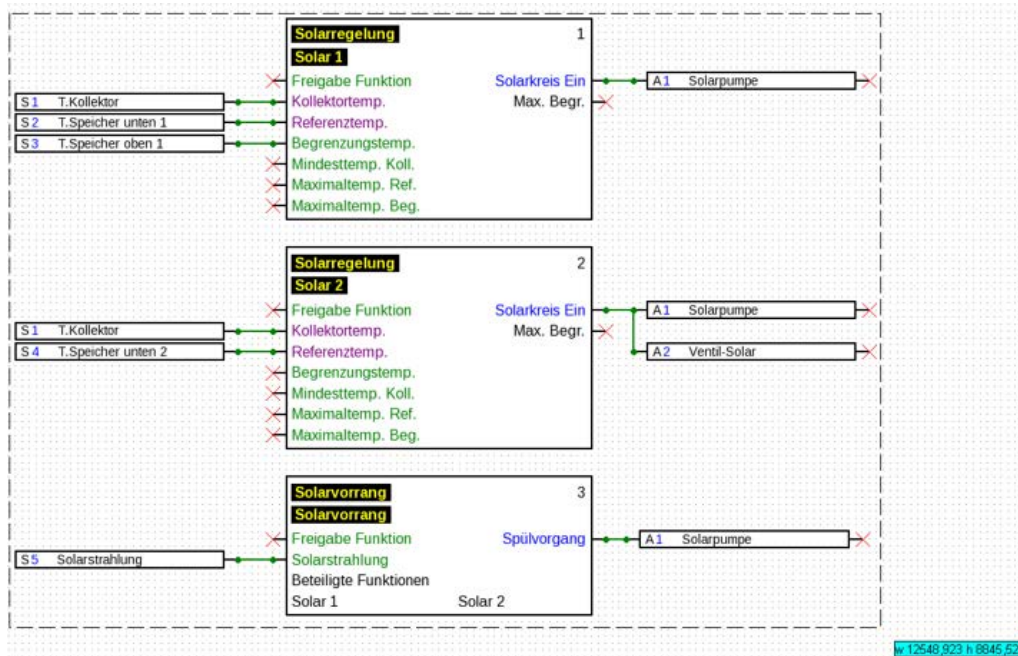 Solarregelung 1
Solar 1
Freigabe Funktion Solarkreis Ein A1 Solarpumpe
S1 T.Kollektor Kollektortemp. Max. Begr.
S2 T.Speicher unten 1 Referenztemp.
S3 T.Speicher oben 1 Begrenzungstemp.
Mindesttemp. Koll.
Maximaltemp. Ref.
Maximaltemp. Beg.
Solarregelung 2
Solar 2
Freigabe Funktion Solarkreis Ein A1 Solarpumpe
S1 T.Kollektor Kollektortemp. Max. Begr.
S4 T.Speicher unten 2 Referenztemp. A2 Ventil-Solar
Begrenzungstemp.
Mindesttemp. Koll.
Maximaltemp. Ref.
Maximaltemp. Beg.
Solarvorrang 3
Solarvorrang
Freigabe Funktion Spülvorgang A1 Solarpumpe
S5 Solarstrahlung Solarstrahlung
Beteiligte Funktionen
Solar 1 Solar 2
w 12548,923 h 8845,52